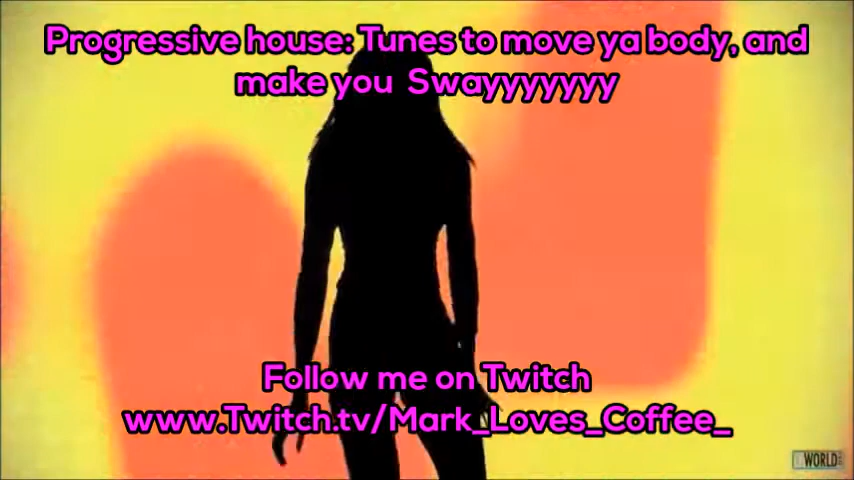 Progressive house: Tunes to move ya body, and
make you Swayyyyyyy
Follow me on Twitch
www.Twitch.tv/Mark_Loves_Coffee_
WORLD